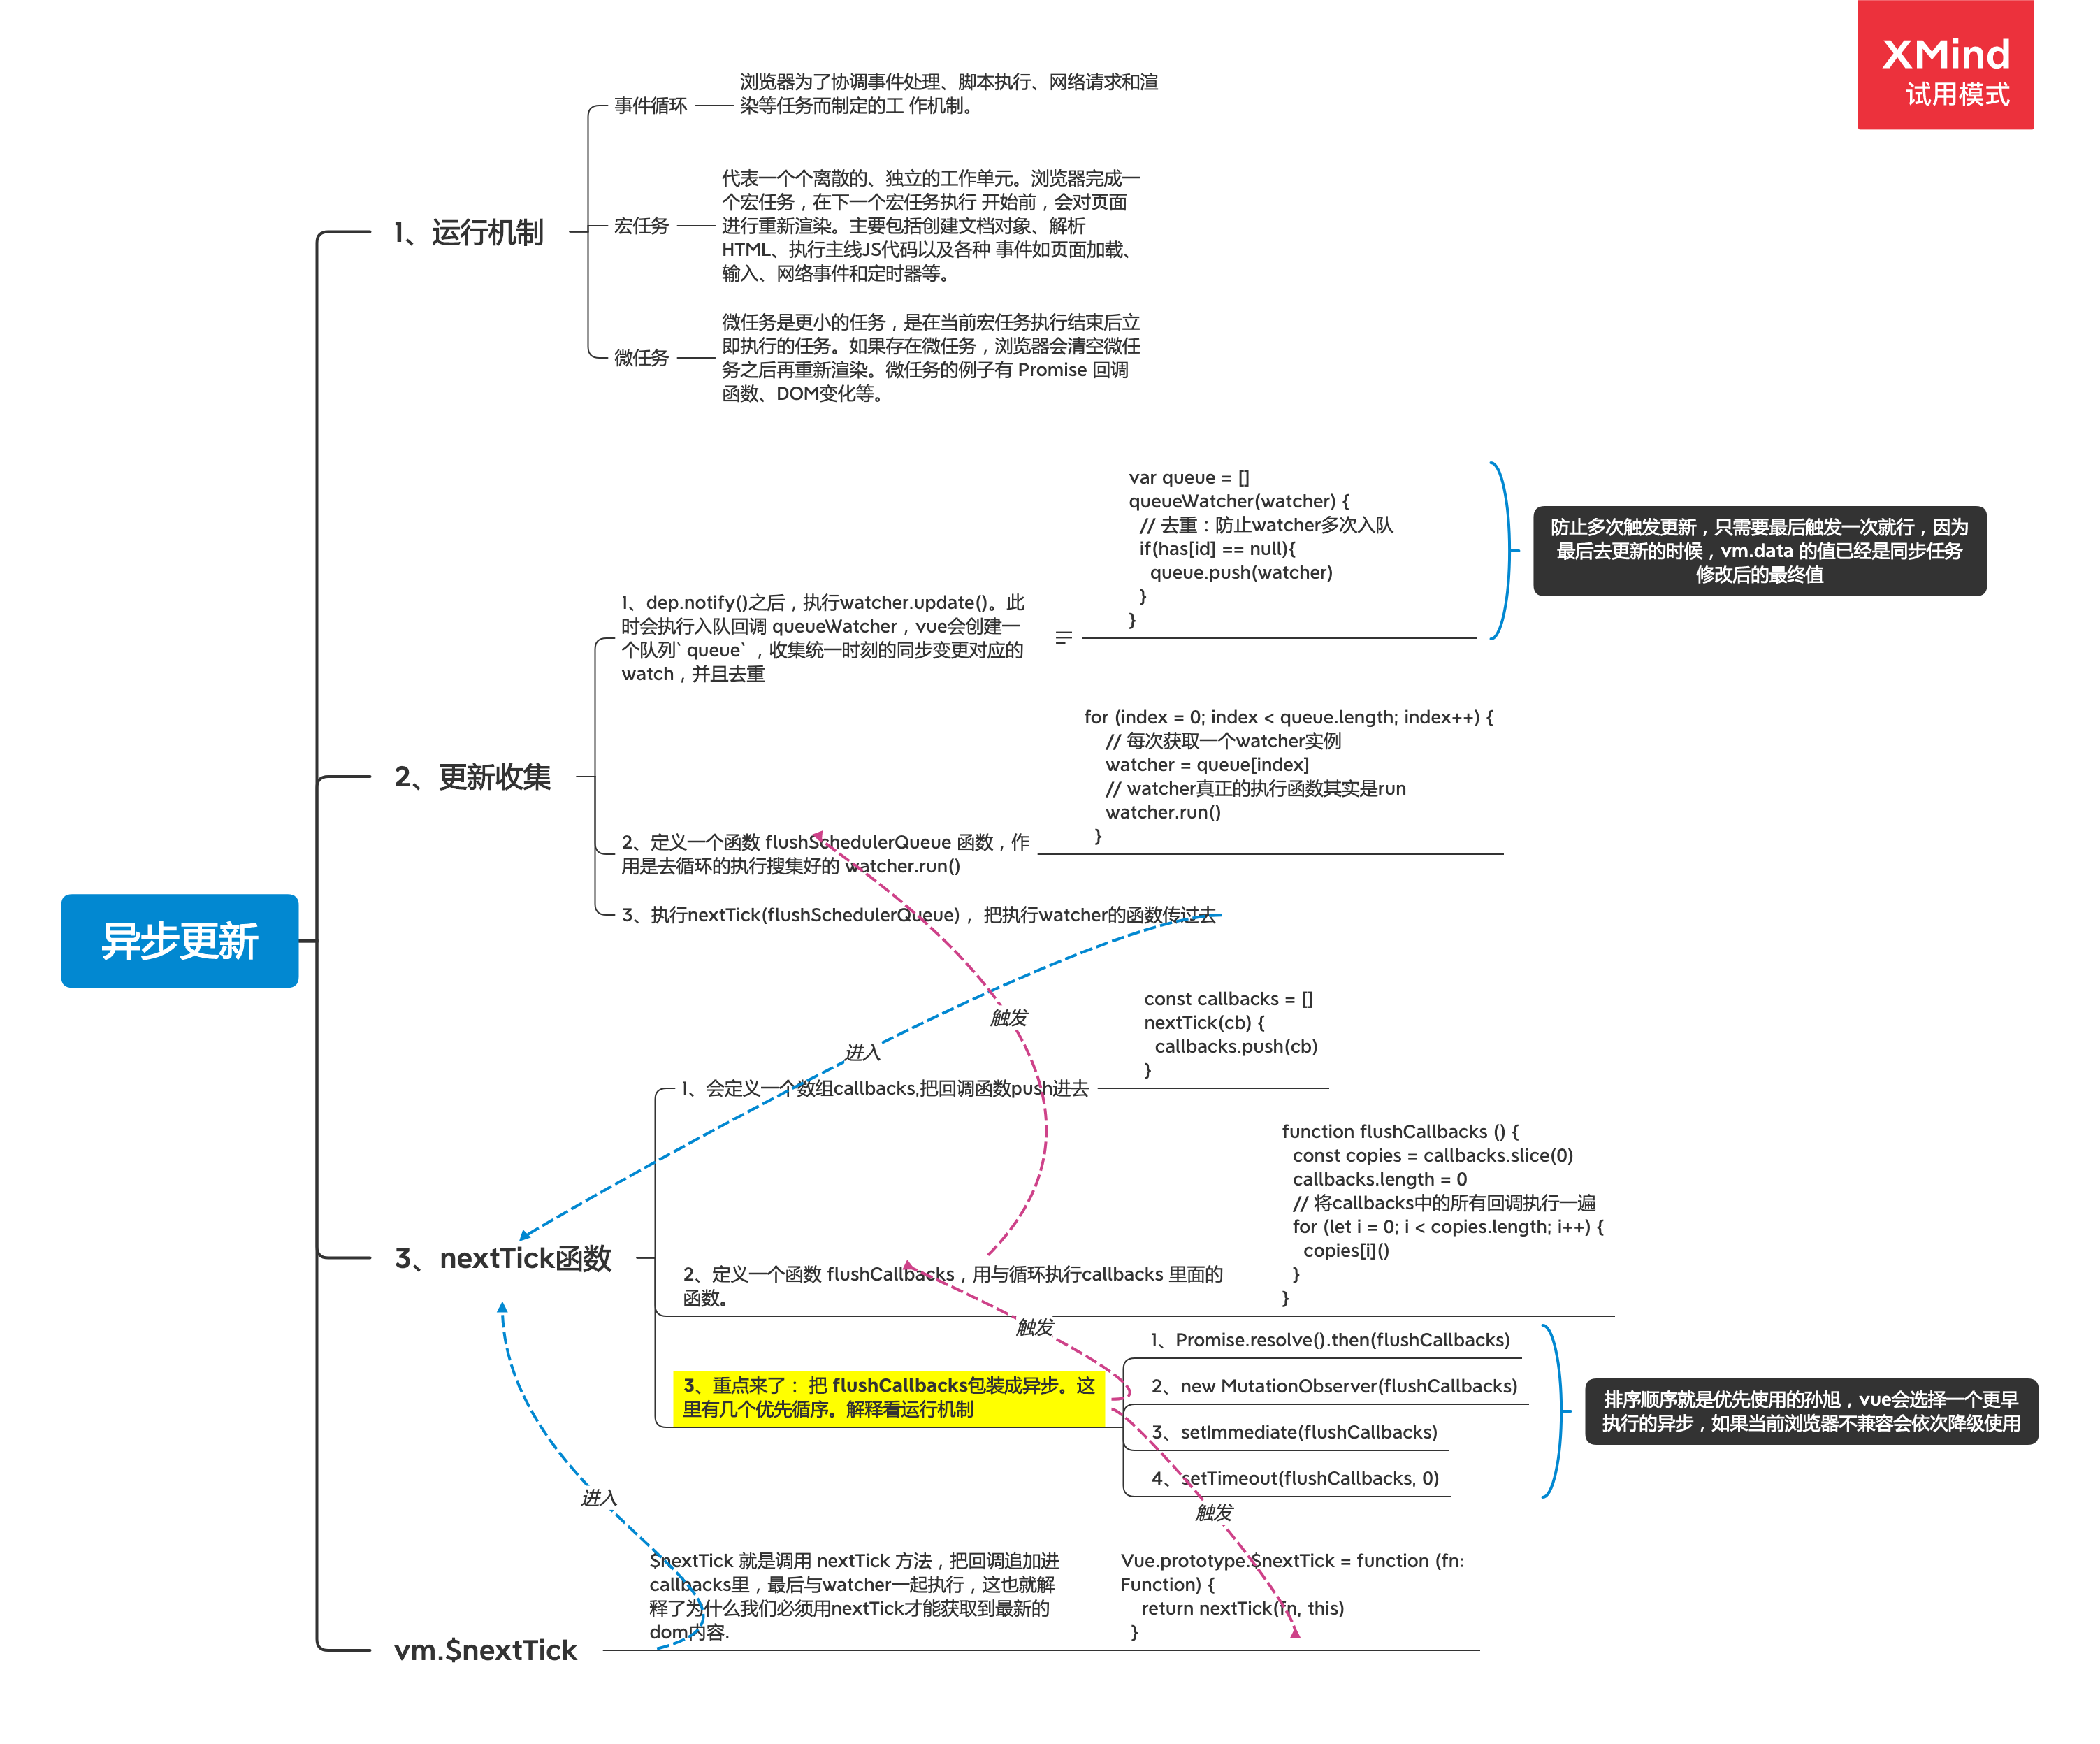 XMind
试用模式
异步更新
1、运行机制
事件循环
浏览器为了协调事件处理、脚本执行、网络请求和渲
染等任务而制定的工 作机制。
宏任务
代表一个个离散的、独立的工作单元。浏览器完成一
个宏任务，在下一个宏任务执行 开始前，会对页面
进行重新渲染。主要包括创建文档对象、解析
HTML、执行主线JS代码以及各种 事件如页面加载、
输入、网络事件和定时器等。
微任务
微任务是更小的任务，是在当前宏任务执行结束后立
即执行的任务。如果存在微任务，浏览器会清空微任
务之后再重新渲染。微任务的例子有 Promise 回调
函数、DOM变化等。
2、更新收集
1、dep.notify()之后，执行watcher.update()。此
时会执行入队回调 queueWatcher，vue会创建一
个队列` queue` ，收集统一时刻的同步变更对应的
watch，并且去重
var queue = []
queueWatcher(watcher) {
// 去重：防止watcher多次入队
if(has[id] == null){
queue.push(watcher)
}
}
防止多次触发更新，只需要最后触发一次就行，因为
最后去更新的时候，vm.data 的值已经是同步任务
修改后的最终值
2、定义一个函数 flushSchedulerQueue 函数，作
用是去循环的执行搜集好的 watcher.run()
for (index = 0; index < queue.length; index++) {
// 每次获取一个watcher实例
watcher = queue[index]
// watcher真正的执行函数其实是run
watcher.run()
}
3、执行nextTick(flushSchedulerQueue)， 把执行watcher的函数传过去
触发
进入
3、nextTick函数
1、会定义一个数组callbacks,把回调函数push进去
const callbacks = []
nextTick(cb) {
callbacks.push(cb)
}
2、定义一个函数 flushCallbacks，用与循环执行callbacks 里面的
函数。
function flushCallbacks () {
const copies = callbacks.slice(0)
callbacks.length = 0
// 将callbacks中的所有回调执行一遍
for (let i = 0; i < copies.length; i++) {
copies[i]()
}
}
触发
3、重点来了： 把 flushCallbacks包装成异步。这
里有几个优先循序。解释看运行机制
1、Promise.resolve().then(flushCallbacks)
2、new MutationObserver(flushCallbacks)
3、setImmediate(flushCallbacks)
4、setTimeout(flushCallbacks, 0)
排序顺序就是优先使用的孙旭，vue会选择一个更早
执行的异步，如果当前浏览器不兼容会依次降级使用
进入
触发
vm.$nextTick
$nextTick 就是调用 nextTick 方法，把回调追加进
callbacks里，最后与watcher一起执行，这也就解
释了为什么我们必须用nextTick才能获取到最新的
dom内容.
Vue.prototype.$nextTick = function (fn:
Function) {
return nextTick(fn, this)
}